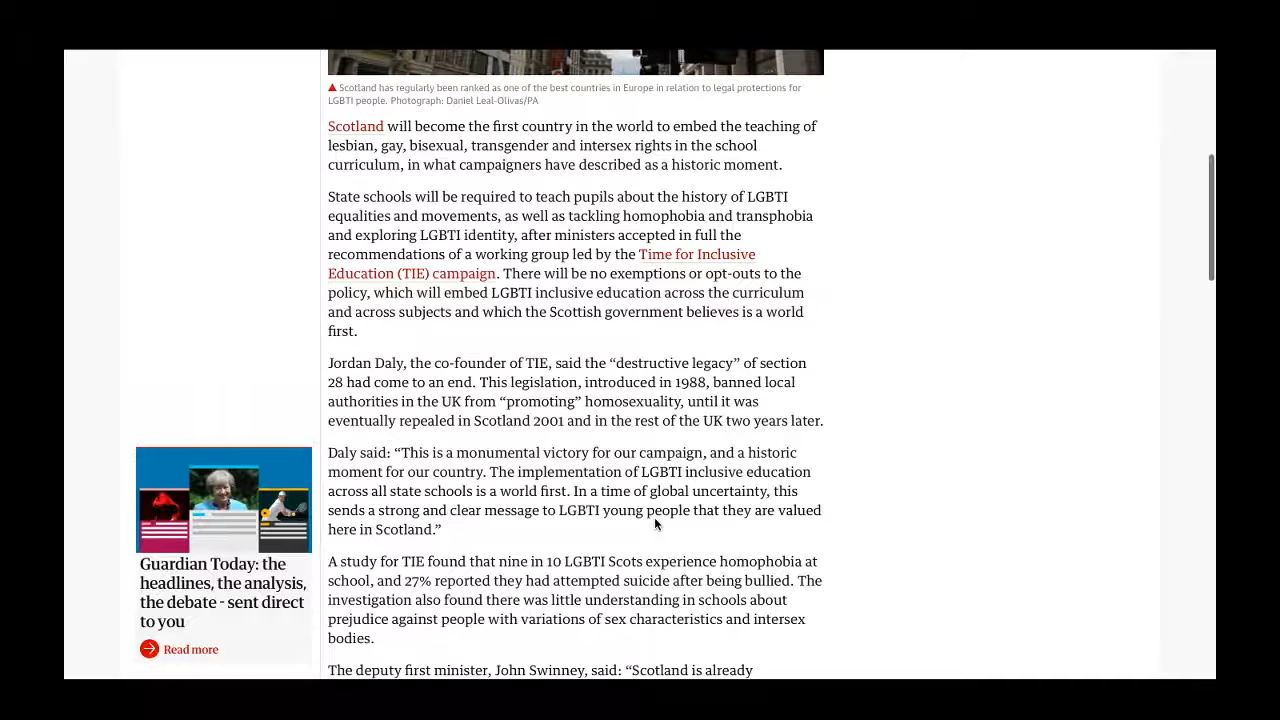 Scotland has regularly been ranked as one of the best countries in Europe in relation to legal protections for
LGBTI people. Photograph: Daniel Leal-Olivas/PA
Scotland will become the first country in the world to embed the teaching of
lesbian, gay, bisexual, transgender and intersex rights in the school
curriculum, in what campaigners have described as a historic moment.
State schools will be required to teach pupils about the history of LGBTI
equalities and movements, as well as tackling homophobia and transphobia
and exploring LGBTI identity, after ministers accepted in full the
recommendations of a working group led by the Time for Inclusive
Education (TIE) campaign. There will be no exemptions or opt-outs to the
policy, which will embed LGBTI inclusive education across the curriculum
and across subjects and which the Scottish government believes is a world
first.
Jordan Daly, the co-founder of TIE, said the “destructive legacy” of section
28 had come to an end. This legislation, introduced in 1988, banned local
authorities in the UK from “promoting” homosexuality, until it was
eventually repealed in Scotland 2001 and in the rest of the UK two years later.
Daly said: “This is a monumental victory for our campaign, and a historic
moment for our country. The implementation of LGBTI inclusive education
across all state schools is a world first. In a time of global uncertainty, this
sends a strong and clear message to LGBTI young people that they are valued
here in Scotland.”
A study for TIE found that nine in 10 LGBTI Scots experience homophobia at
school, and 27% reported they had attempted suicide after being bullied. The
investigation also found there was little understanding in schools about
prejudice against people with variations of sex characteristics and intersex
bodies.
The deputy first minister, John Swinney, said: “Scotland is already
Guardian Today: the
headlines, the analysis,
the debate - sent direct
to you
Read more